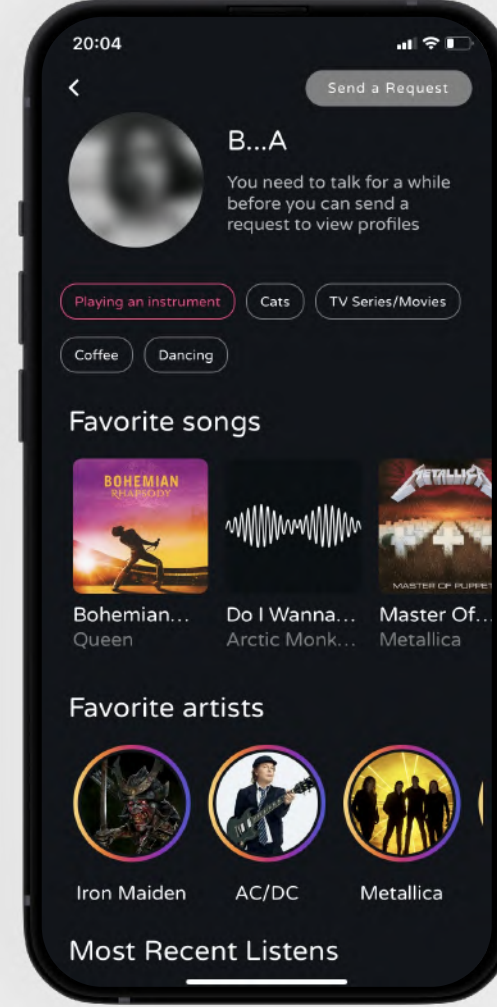 20:04
Send a Request
B...A
You need to talk for a while
before you can send a
request to view profiles
Playing an instrument
Cats
TV Series/Movies
Coffee
Dancing
Favorite songs
BOHEMIAN
RHAPSODY
METALLICA
MASTER OF PUPPET
Bohemian...
Do I Wanna...
Master Of...
Queen
Arctic Monk...
Metallica
Favorite artists
Iron Maiden
AC/DC
Metallica
Most Recent Listens